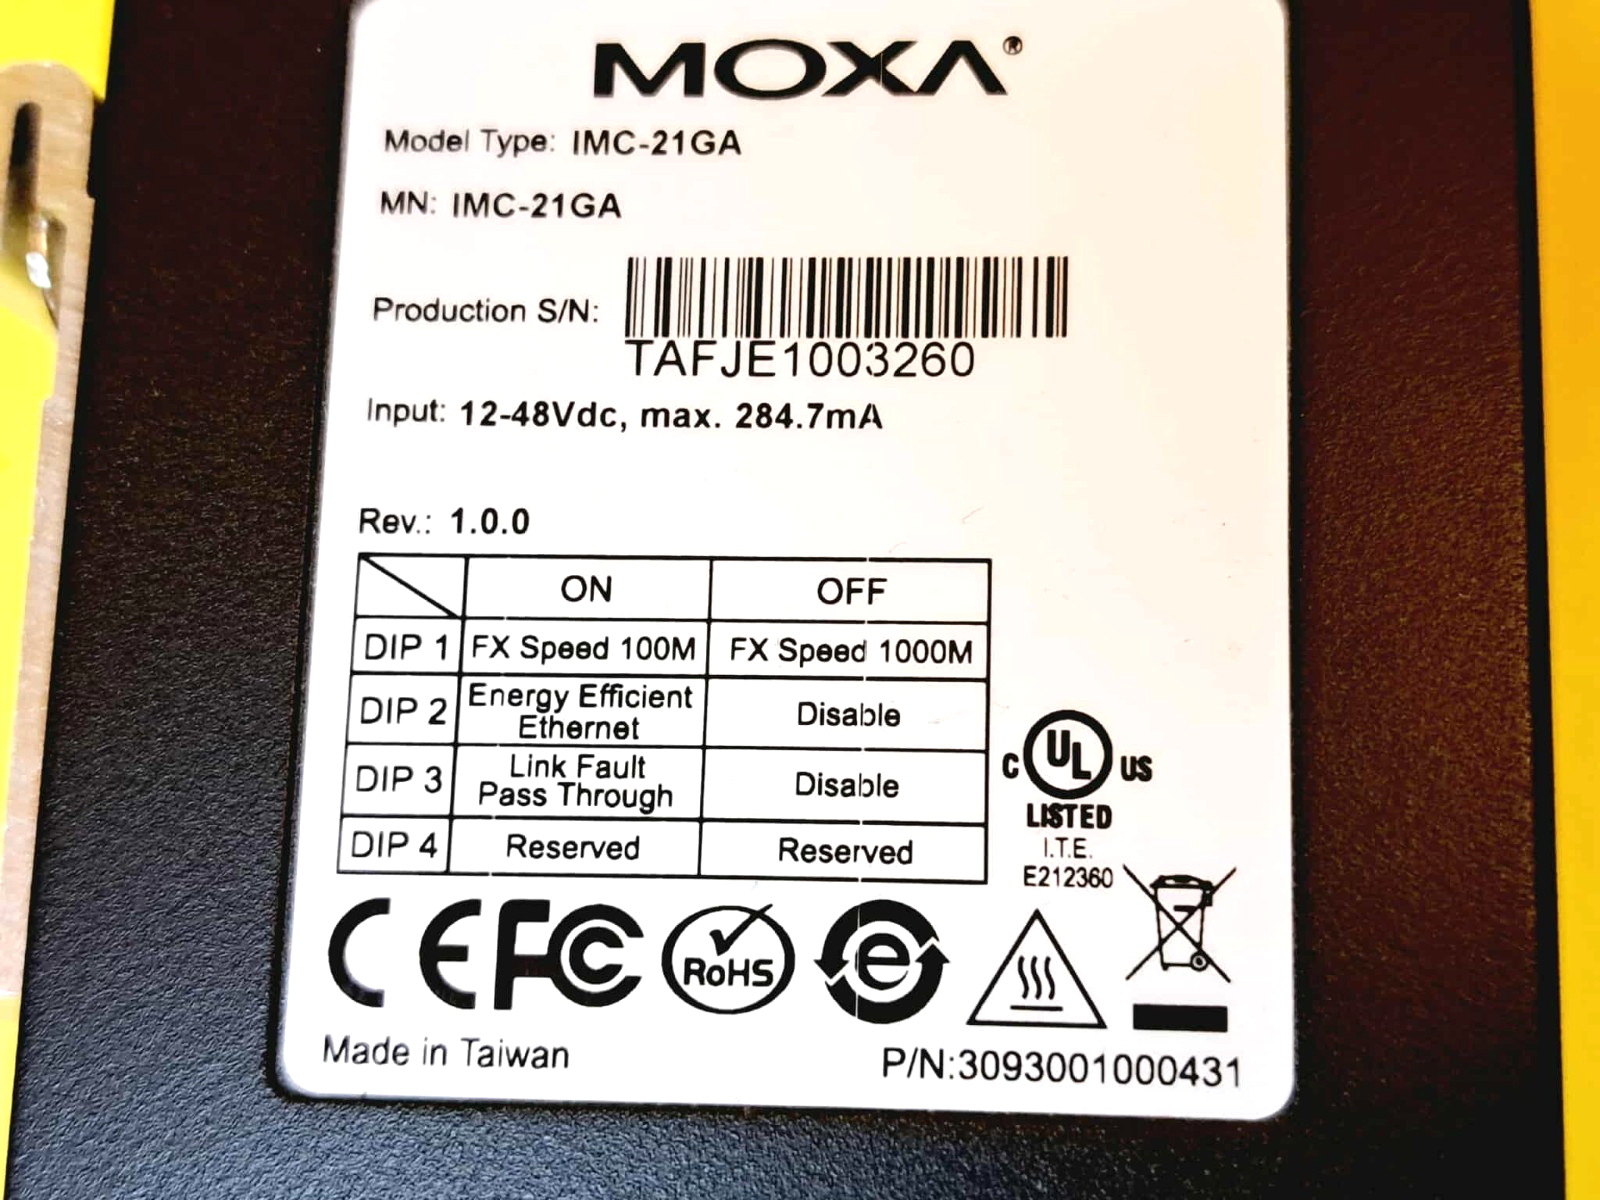 MOXA®
Model Type: IMC-21GA
MN: IMC-21GA
Production S/N:
TAFJE1003260
Input: 12-48Vdc, max. 284.7mA
Rev.: 1.0.0
ON OFF
DIP 1 FX Speed 100M FX Speed 1000M
DIP 2 Energy Efficient Ethernet Disable
DIP 3 Link Fault Pass Through Disable
DIP 4 Reserved Reserved
C UL US
LISTED
I.T.E.
E212360
CE FC RoHS e
Made in Taiwan
P/N:3093001000431